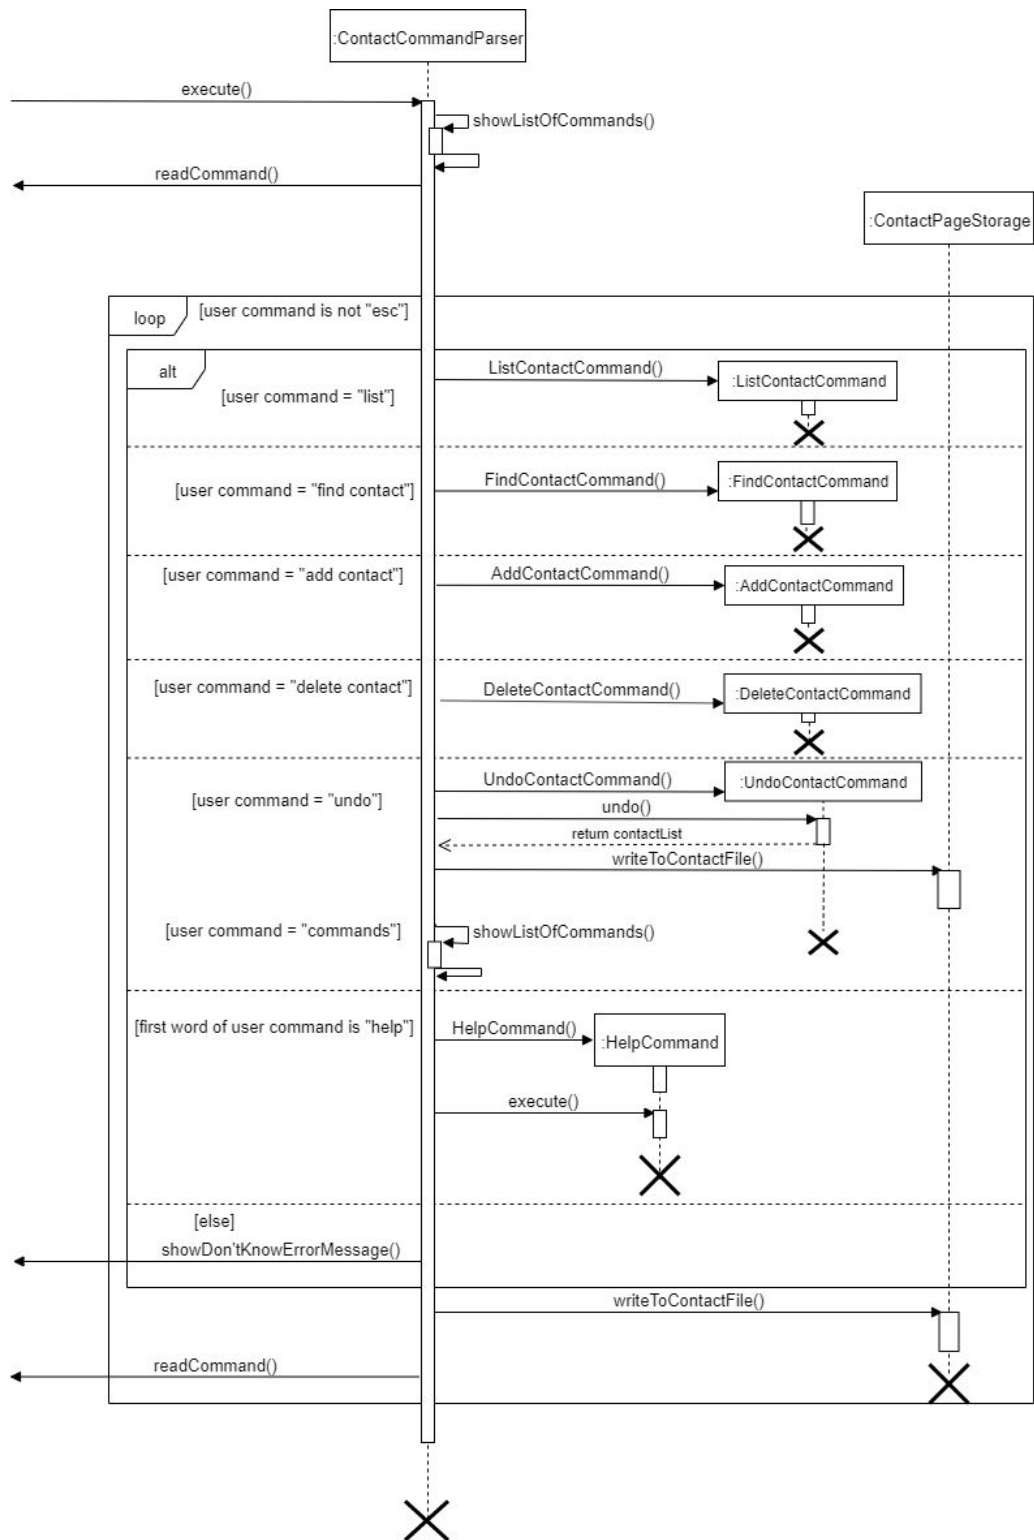 :ContactCommandParser
execute()
showListOfCommands()
readCommand()
:ContactPageStorage
loop
[user command is not "esc"]
alt
ListContactCommand()
:ListContactCommand
[user command = "list"]
[user command = "find contact"]
FindContactCommand()
:FindContactCommand
[user command = "add contact"]
AddContactCommand()
:AddContactCommand
[user command = "delete contact"]
DeleteContactCommand()
:DeleteContactCommand
UndoContactCommand()
:UndoContactCommand
[user command = "undo"]
undo()
return contactList
writeToContactFile()
[user command = "commands"]
showListOfCommands()
[first word of user command is "help"]
HelpCommand()
:HelpCommand
execute()
[else]
showDon'tKnowErrorMessage()
writeToContactFile()
readCommand()